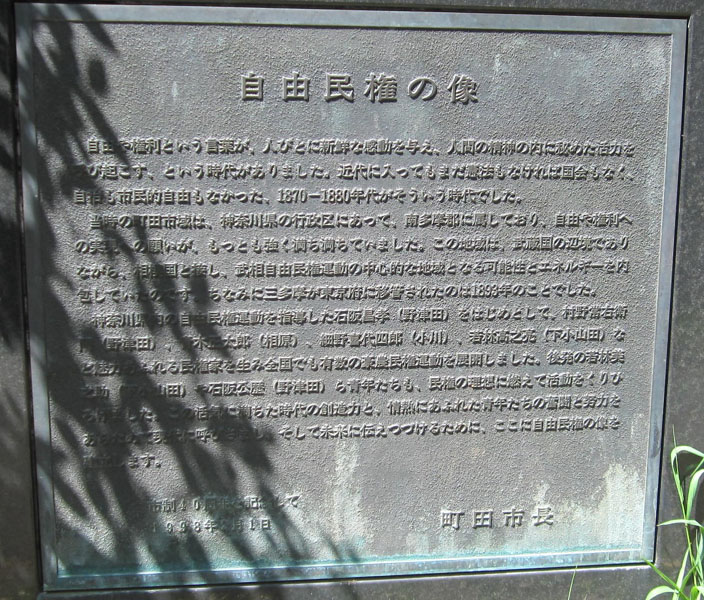 自由民権の像
自由や権利という言葉が、人びとに新鮮な感動を与え、人間の精神の内に秘めた活力を
び起こす、という時代がありました。近代に入ってもまだ憲法もなければ国会もなく、
自治も市民的自由もなかった、1870－1880年代がそういう時代でした。
当時の町田市域は、神奈川県の行政区にあって、南多摩郡に属しており、自由や権利へ
の実現への願いが、もっとも強く満ち満ちていました。この地域は、武蔵国の辺境であり
ながら、相模国と接し、武相自由民権運動の中心的な地域となる可能性とエネルギーを内
包していたのです。ちなみに三多摩が東京府に移管されたのは1893年のことでした。
神奈川県内の自由民権運動を指導した石阪昌孝（野津田）をはじめとして、村野常右衛
門（野津田）、青木正太郎（相原）、細野喜代四郎（小川）、若林高之亮（下小山田）な
ど魅力あふれる民権家を生み全国でも有数の豪農民権運動を展開しました。後発の若林美
之助（下小山田）や石阪公歴（野津田）ら青年たちも、民権の理想に燃えて活動をくりひ
ろげました。この活気に満ちた時代の創造力と、情熱にあふれた青年たちの奮闘と努力を
あらためて現代に呼びさまし、そして未来に伝えつづけるために、ここに自由民権の像を
します。
市制40周年を記念して
1998年2月1日
町田市長